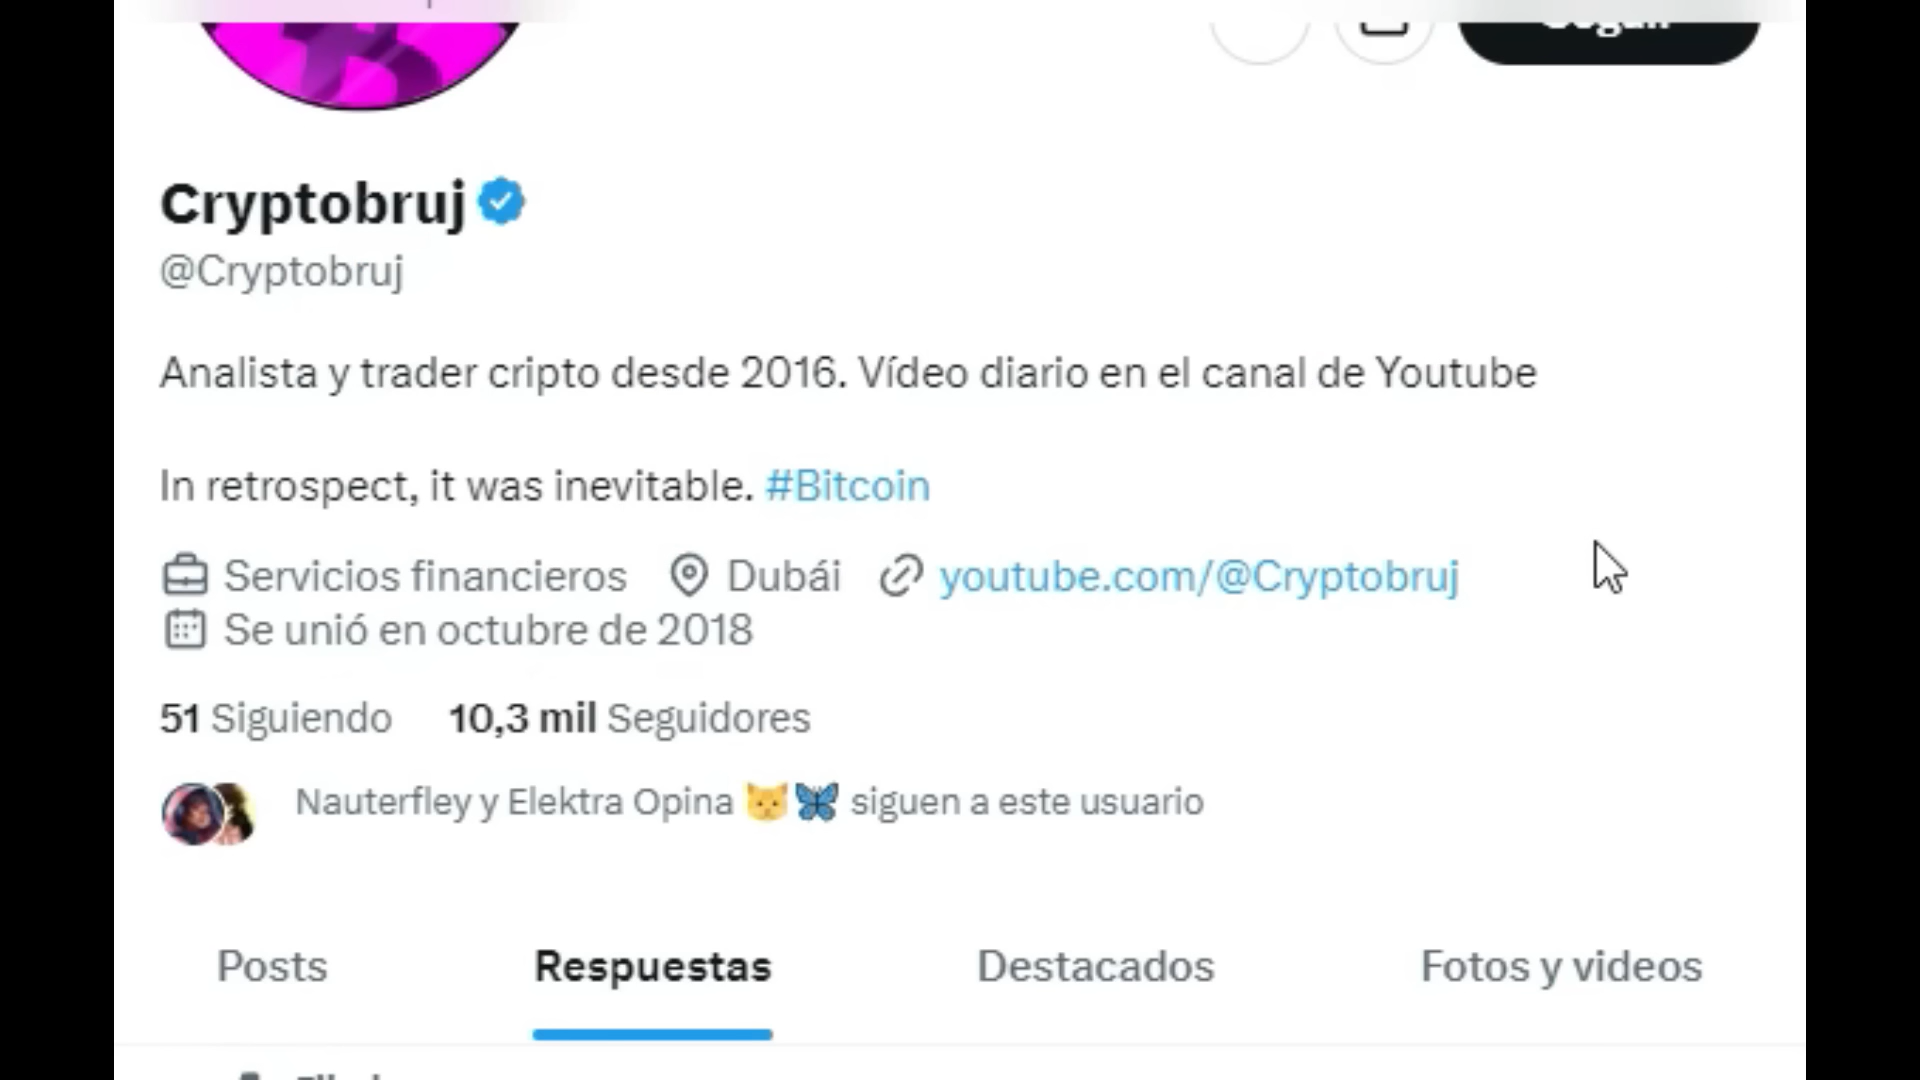 Cryptobruj
@Cryptobruj
Analista y trader cripto desde 2016. Vídeo diario en el canal de Youtube
In retrospect, it was inevitable. #Bitcoin
Servicios financieros Dubái youtube.com/@Cryptobruj
Se unió en octubre de 2018
51 Siguiendo 10,3 mil Seguidores
Nauterfley y Elektra Opina 🐱🦋 siguen a este usuario
Posts Respuestas Destacados Fotos y videos